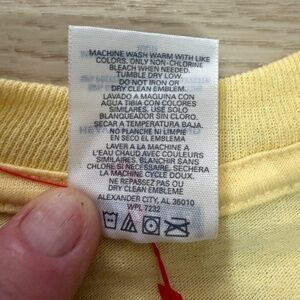 MACHINE WASH WARM WITH LIKE
COLORS. ONLY NON-CHLORINE
BLEACH WHEN NEEDED.
TUMBLE DRY LOW.
DO NOT IRON OR
DRY CLEAN EMBLEM.
LAVADO A MAQUINA CON
AGUA TIBIA CON COLORES
SIMILARES. USE SOLO
BLANQUEADOR SIN CLORO.
SECAR A TEMPERATURA BAJA.
NO PLANCHE NI LIMPIE
EN SECO EL EMBLEMA
LAVER A LA MACHINE A
L'EAU CHAUD AVEC COULEURS
SIMILAIRES. BLANCHIR SANS
CHLORE SI NECESSAIRE. SECHERA
LA MACHINE CYCLE DOUX.
NE REPASSEZ PAS OU
DRY CLEANE EMBLEME
ALEXANDER CITY, AL 35010
WPL 7232